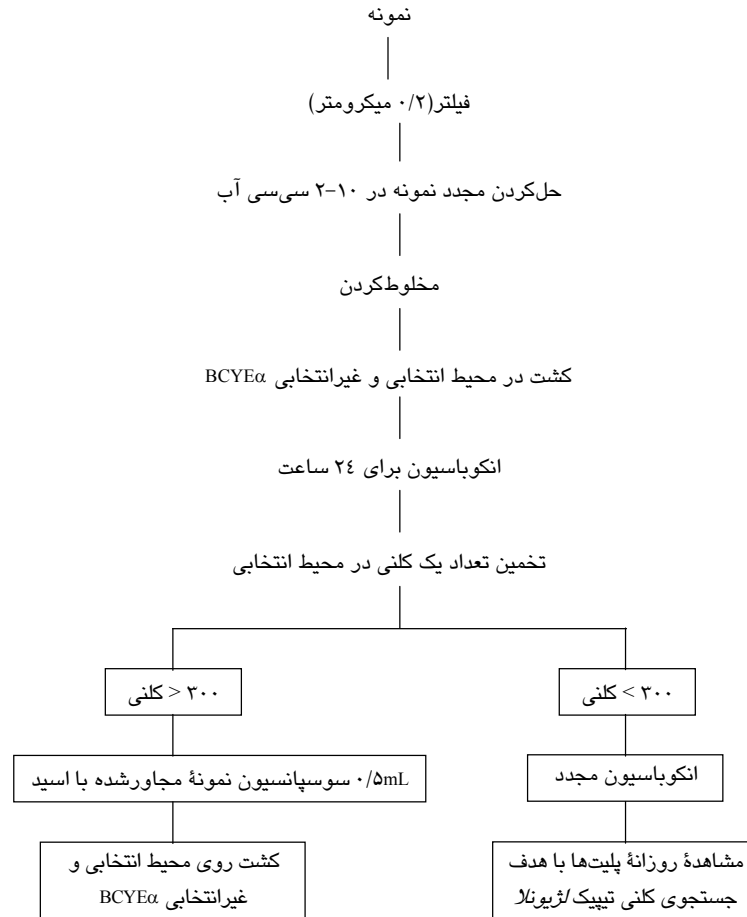 نمونه
فیلتر(۰/۲ میکرومتر)
حل‌کردن مجدد نمونه در ۱۰–۲ سی‌سی آب
مخلوط‌کردن
کشت در محیط انتخابی و غیرانتخابی BCYEα
انکوباسیون برای ۲٤ ساعت
تخمین تعداد یک کلنی در محیط انتخابی
۳۰۰ < کلنی
۳۰۰ > کلنی
انکوباسیون مجدد
۰/۵mL سوسپانسیون نمونهٔ مجاورشده با اسید
مشاهدهٔ روزانهٔ پلیت‌ها با هدف
جستجوی کلنی تیپیک لژیونلا
کشت روی محیط انتخابی و
غیرانتخابی BCYEα